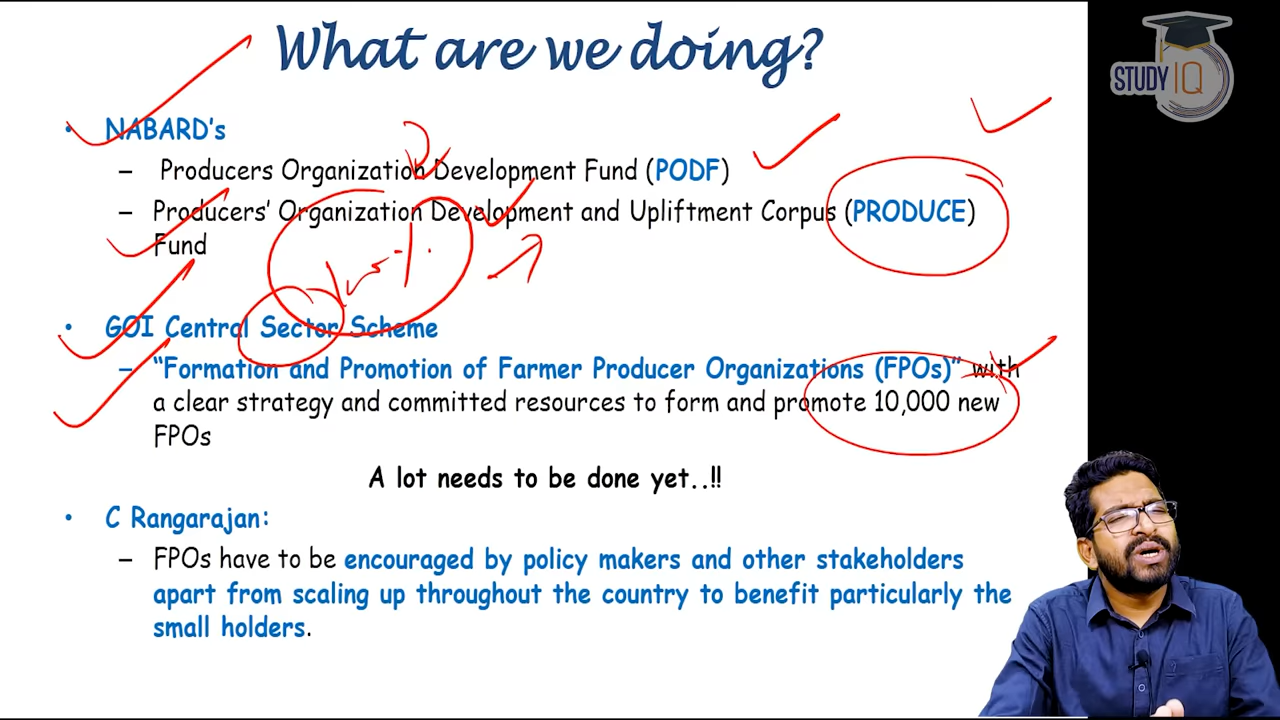 What are we doing?
STUDY IQ
• NABARD's
– Producers Organization Development Fund (PODF)
– Producers' Organization Development and Upliftment Corpus (PRODUCE)
Fund
100%
• GOI Central Sector Scheme
– "Formation and Promotion of Farmer Producer Organizations (FPOs)" with
a clear strategy and committed resources to form and promote 10,000 new
FPOs
A lot needs to be done yet..!!
• C Rangarajan:
– FPOs have to be encouraged by policy makers and other stakeholders
apart from scaling up throughout the country to benefit particularly the
small holders.